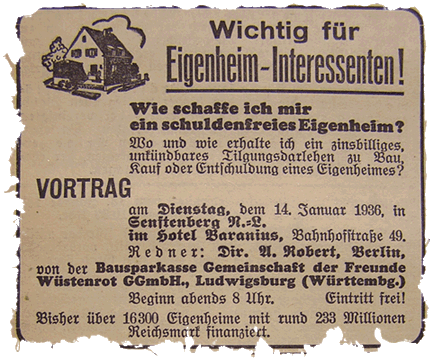 Wichtig für
Eigenheim-Interessenten!
Wie schaffe ich mir
ein schuldenfreies Eigenheim?
Wo und wie erhalte ich ein zinsbilliges,
unkündbares Tilgungsdarlehen zu Bau,
Kauf oder Entschuldung eines Eigenheimes?
VORTRAG
am Dienstag, dem 14. Januar 1936, in
Senftenberg N.-L.
im Hotel Baranius, Bahnhofstraße 49.
Redner: Dir. A. Robert, Berlin,
von der Bausparkasse Gemeinschaft der Freunde
Wüstenrot GGmbH., Ludwigsburg (Württembg.)
Beginn abends 8 Uhr. Eintritt frei!
Bisher über 16300 Eigenheime mit rund 233 Millionen
Reichsmark finanziert.